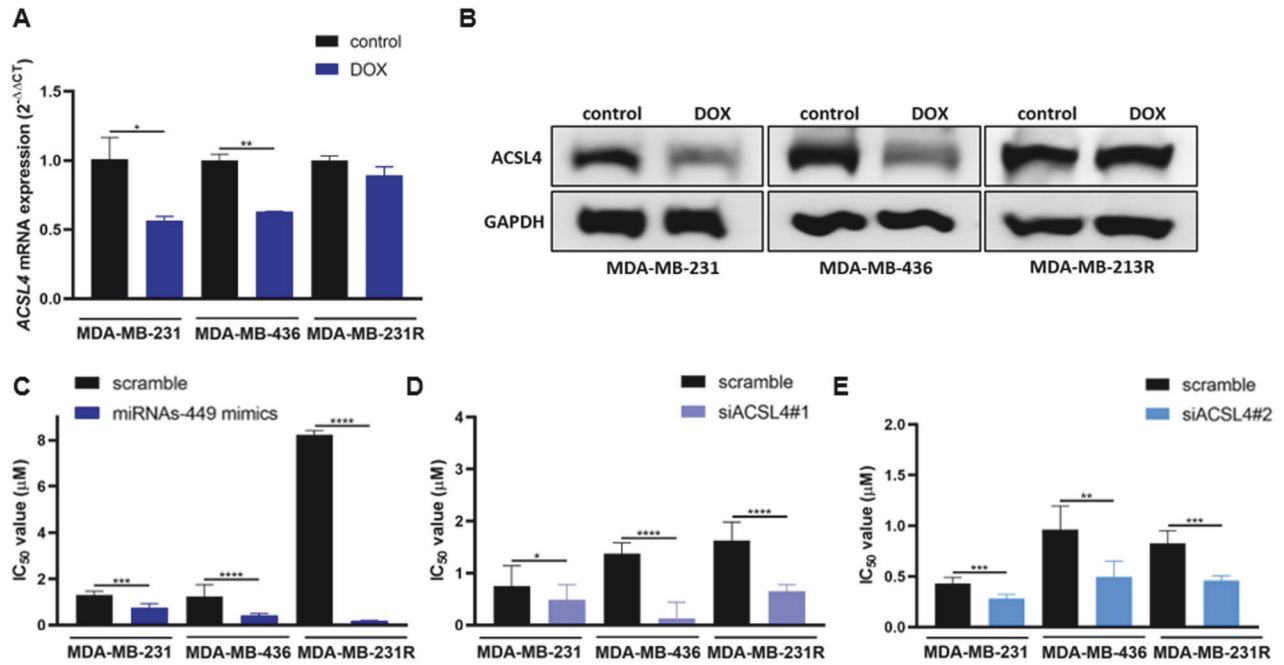 A
control
DOX
ACSL4 mRNA expression (2-ΔΔCT)
1.5
1.0
0.5
0.0
*
**
MDA-MB-231 MDA-MB-436 MDA-MB-231R
B
control DOX control DOX control DOX
ACSL4
GAPDH
MDA-MB-231 MDA-MB-436 MDA-MB-213R
C
scramble
miRNAs-449 mimics
IC50 value (μM)
8
6
4
2
0
***
****
****
MDA-MB-231 MDA-MB-436 MDA-MB-231R
D
scramble
siACSL4#1
IC50 value (μM)
4
3
2
1
0
*
****
****
MDA-MB-231 MDA-MB-436 MDA-MB-231R
E
scramble
siACSL4#2
IC50 value (μM)
2.0
1.5
1.0
0.5
0.0
***
**
***
MDA-MB-231 MDA-MB-436 MDA-MB-231R